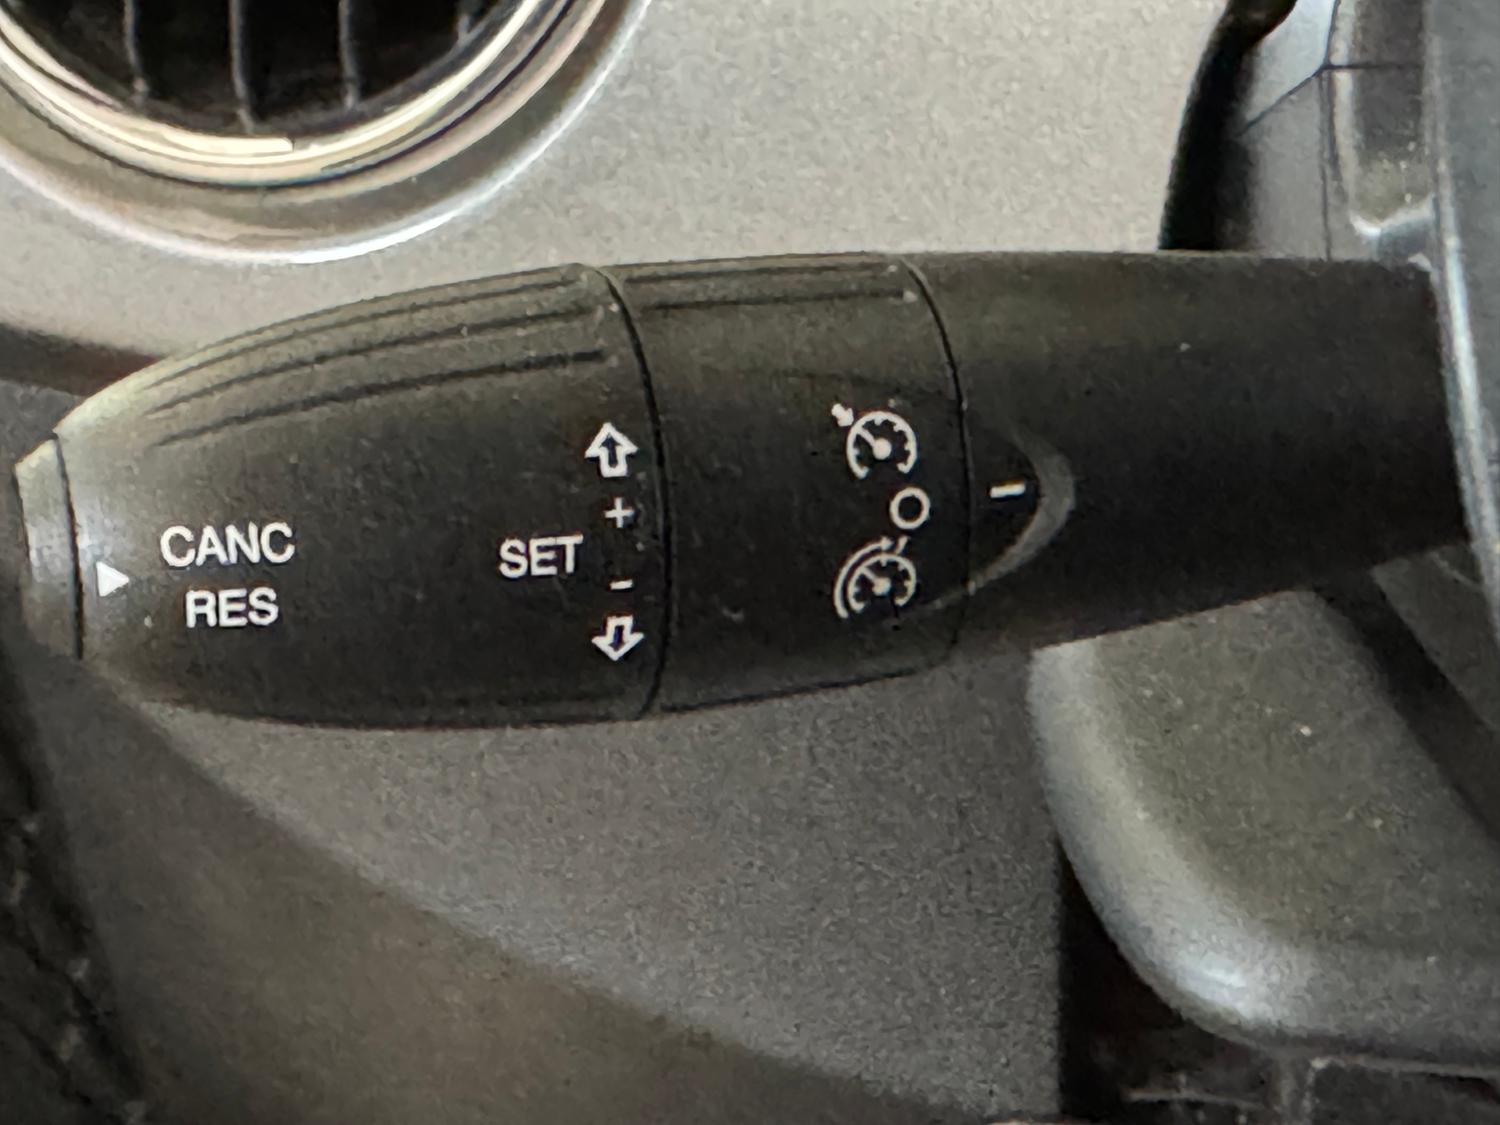 CANC
RES
SET
+
-